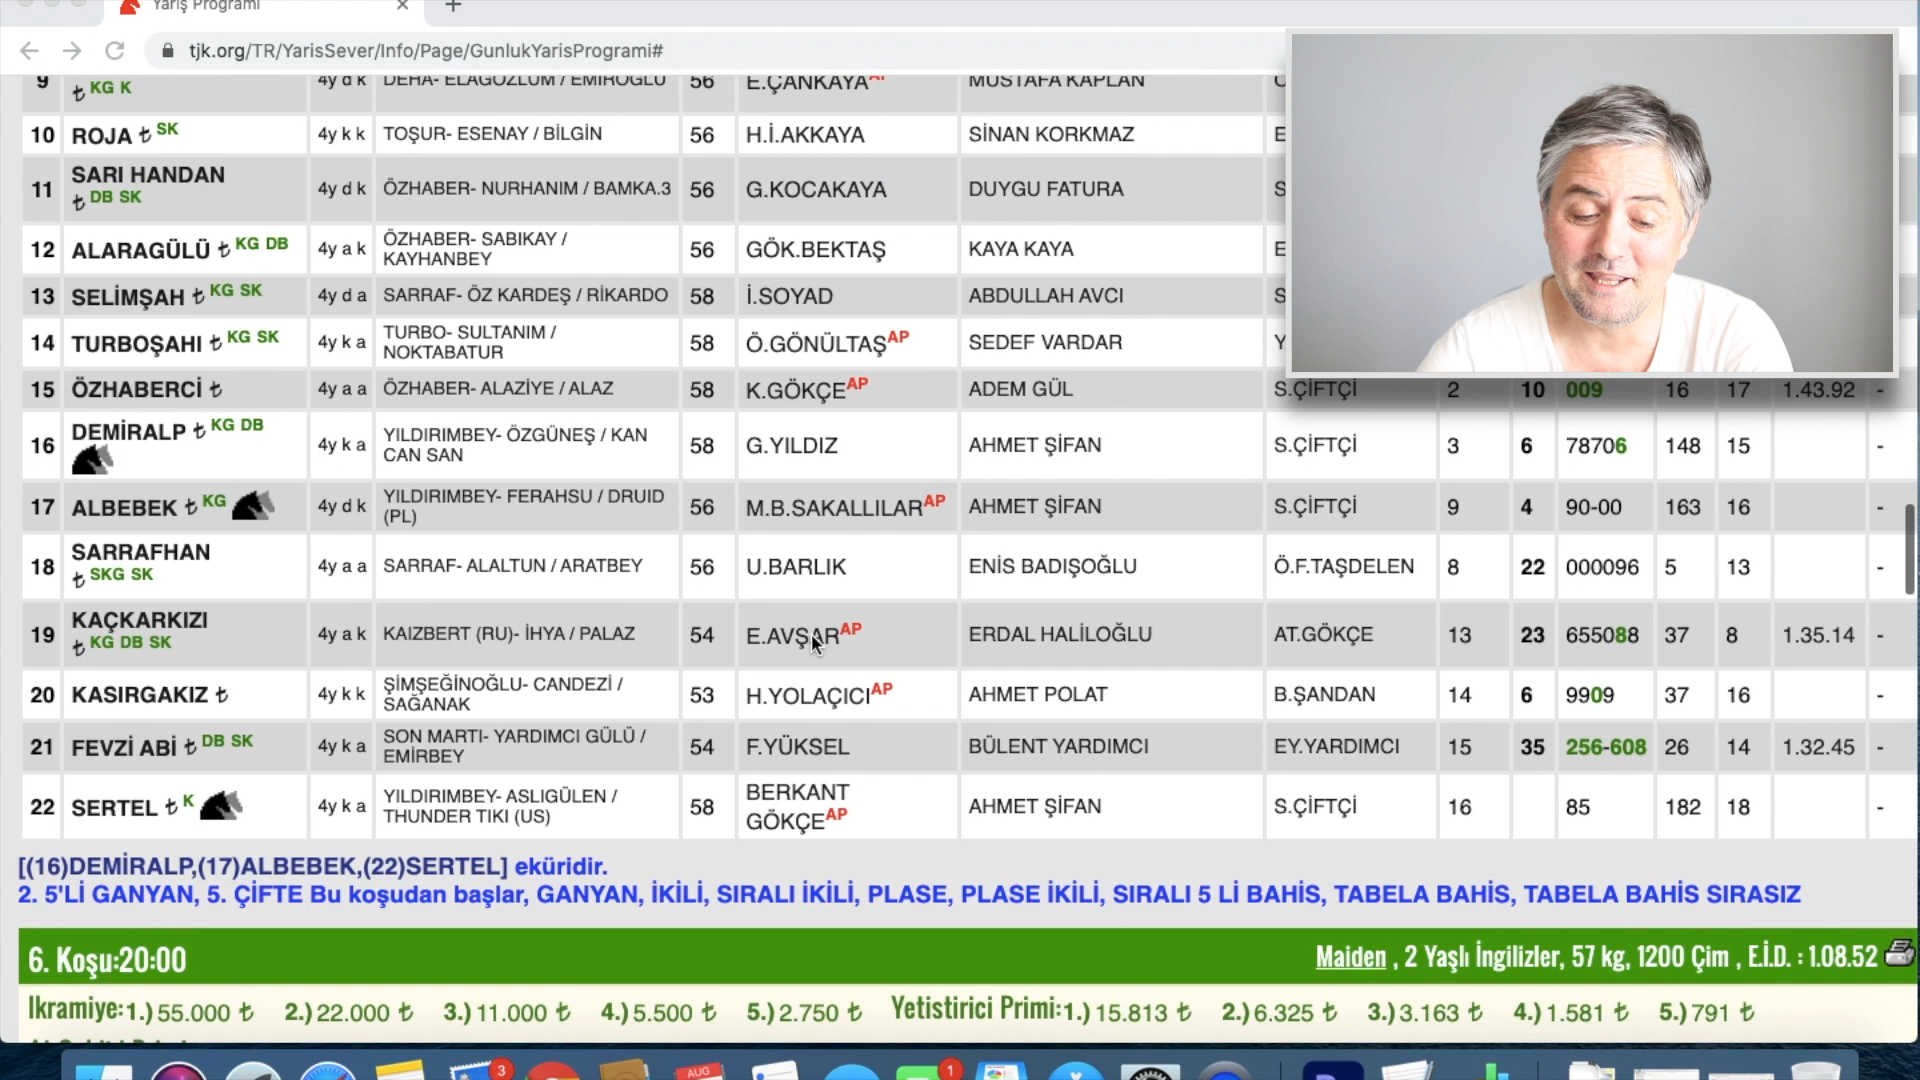 Yarış Programı
tjk.org/TR/YarisSever/Info/Page/GunlukYarisProgrami#
9 ₺ KG K 4y d k DEHA- ELAGÖZLÜM / EMİROĞLU 56 E.ÇANKAYA AP MUSTAFA KAPLAN
10 ROJA ₺ SK 4y k k TOŞUR- ESENAY / BİLGİN 56 H.İ.AKKAYA SİNAN KORKMAZ E
11 SARI HANDAN ₺ DB SK 4y d k ÖZHABER- NURHANIM / BAMKA.3 56 G.KOCAKAYA DUYGU FATURA S
12 ALARAGÜLÜ ₺ KG DB 4y a k ÖZHABER- SABIKAY / KAYHANBEY 56 GÖK.BEKTAŞ KAYA KAYA E
13 SELİMŞAH ₺ KG SK 4y d a SARRAF- ÖZ KARDEŞ / RİKARDO 58 İ.SOYAD ABDULLAH AVCI S
14 TURBOŞAHI ₺ KG SK 4y k a TURBO- SULTANIM / NOKTABATUR 58 Ö.GÖNÜLTAŞ AP SEDEF VARDAR Y
15 ÖZHABERCİ ₺ 4y a a ÖZHABER- ALAZİYE / ALAZ 58 K.GÖKÇE AP ADEM GÜL S.ÇİFTÇİ 2 10 009 16 17 1.43.92 -
16 DEMİRALP ₺ KG DB 4y k a YILDIRIMBEY- ÖZGÜNEŞ / KAN CAN SAN 58 G.YILDIZ AHMET ŞİFAN S.ÇİFTÇİ 3 6 78706 148 15 -
17 ALBEBEK ₺ KG 4y d k YILDIRIMBEY- FERAHSU / DRUID (PL) 56 M.B.SAKALLILAR AP AHMET ŞİFAN S.ÇİFTÇİ 9 4 90-00 163 16 -
18 SARRAFHAN ₺ SKG SK 4y a a SARRAF- ALALTUN / ARATBEY 56 U.BARLIK ENİS BADIŞOĞLU Ö.F.TAŞDELEN 8 22 000096 5 13 -
19 KAÇKARKIZI ₺ KG DB SK 4y a k KAIZBERT (RU)- İHYA / PALAZ 54 E.AVŞAR AP ERDAL HALİLOĞLU AT.GÖKÇE 13 23 655088 37 8 1.35.14 -
20 KASIRGAKIZ ₺ 4y k k ŞİMŞEĞİNOĞLU- CANDEZİ / SAĞANAK 53 H.YOLAÇICI AP AHMET POLAT B.ŞANDAN 14 6 9909 37 16 -
21 FEVZİ ABİ ₺ DB SK 4y k a SON MARTI- YARDIMCI GÜLÜ / EMİRBEY 54 F.YÜKSEL BÜLENT YARDIMCI EY.YARDIMCI 15 35 256-608 26 14 1.32.45 -
22 SERTEL ₺ K 4y k a YILDIRIMBEY- ASLIGÜLEN / THUNDER TIKI (US) 58 BERKANT GÖKÇE AP AHMET ŞİFAN S.ÇİFTÇİ 16 85 182 18 -
[(16)DEMİRALP,(17)ALBEBEK,(22)SERTEL] eküridir.
2. 5'Lİ GANYAN, 5. ÇİFTE Bu koşudan başlar, GANYAN, İKİLİ, SIRALI İKİLİ, PLASE, PLASE İKİLİ, SIRALI 5 Lİ BAHİS, TABELA BAHİS, TABELA BAHİS SIRASIZ
6. Koşu:20:00 Maiden , 2 Yaşlı İngilizler, 57 kg, 1200 Çim , E.İ.D. : 1.08.52
Ikramiye: 1.) 55.000 ₺ 2.) 22.000 ₺ 3.) 11.000 ₺ 4.) 5.500 ₺ 5.) 2.750 ₺ Yetistirici Primi: 1.) 15.813 ₺ 2.) 6.325 ₺ 3.) 3.163 ₺ 4.) 1.581 ₺ 5.) 791 ₺
3
AUG
1